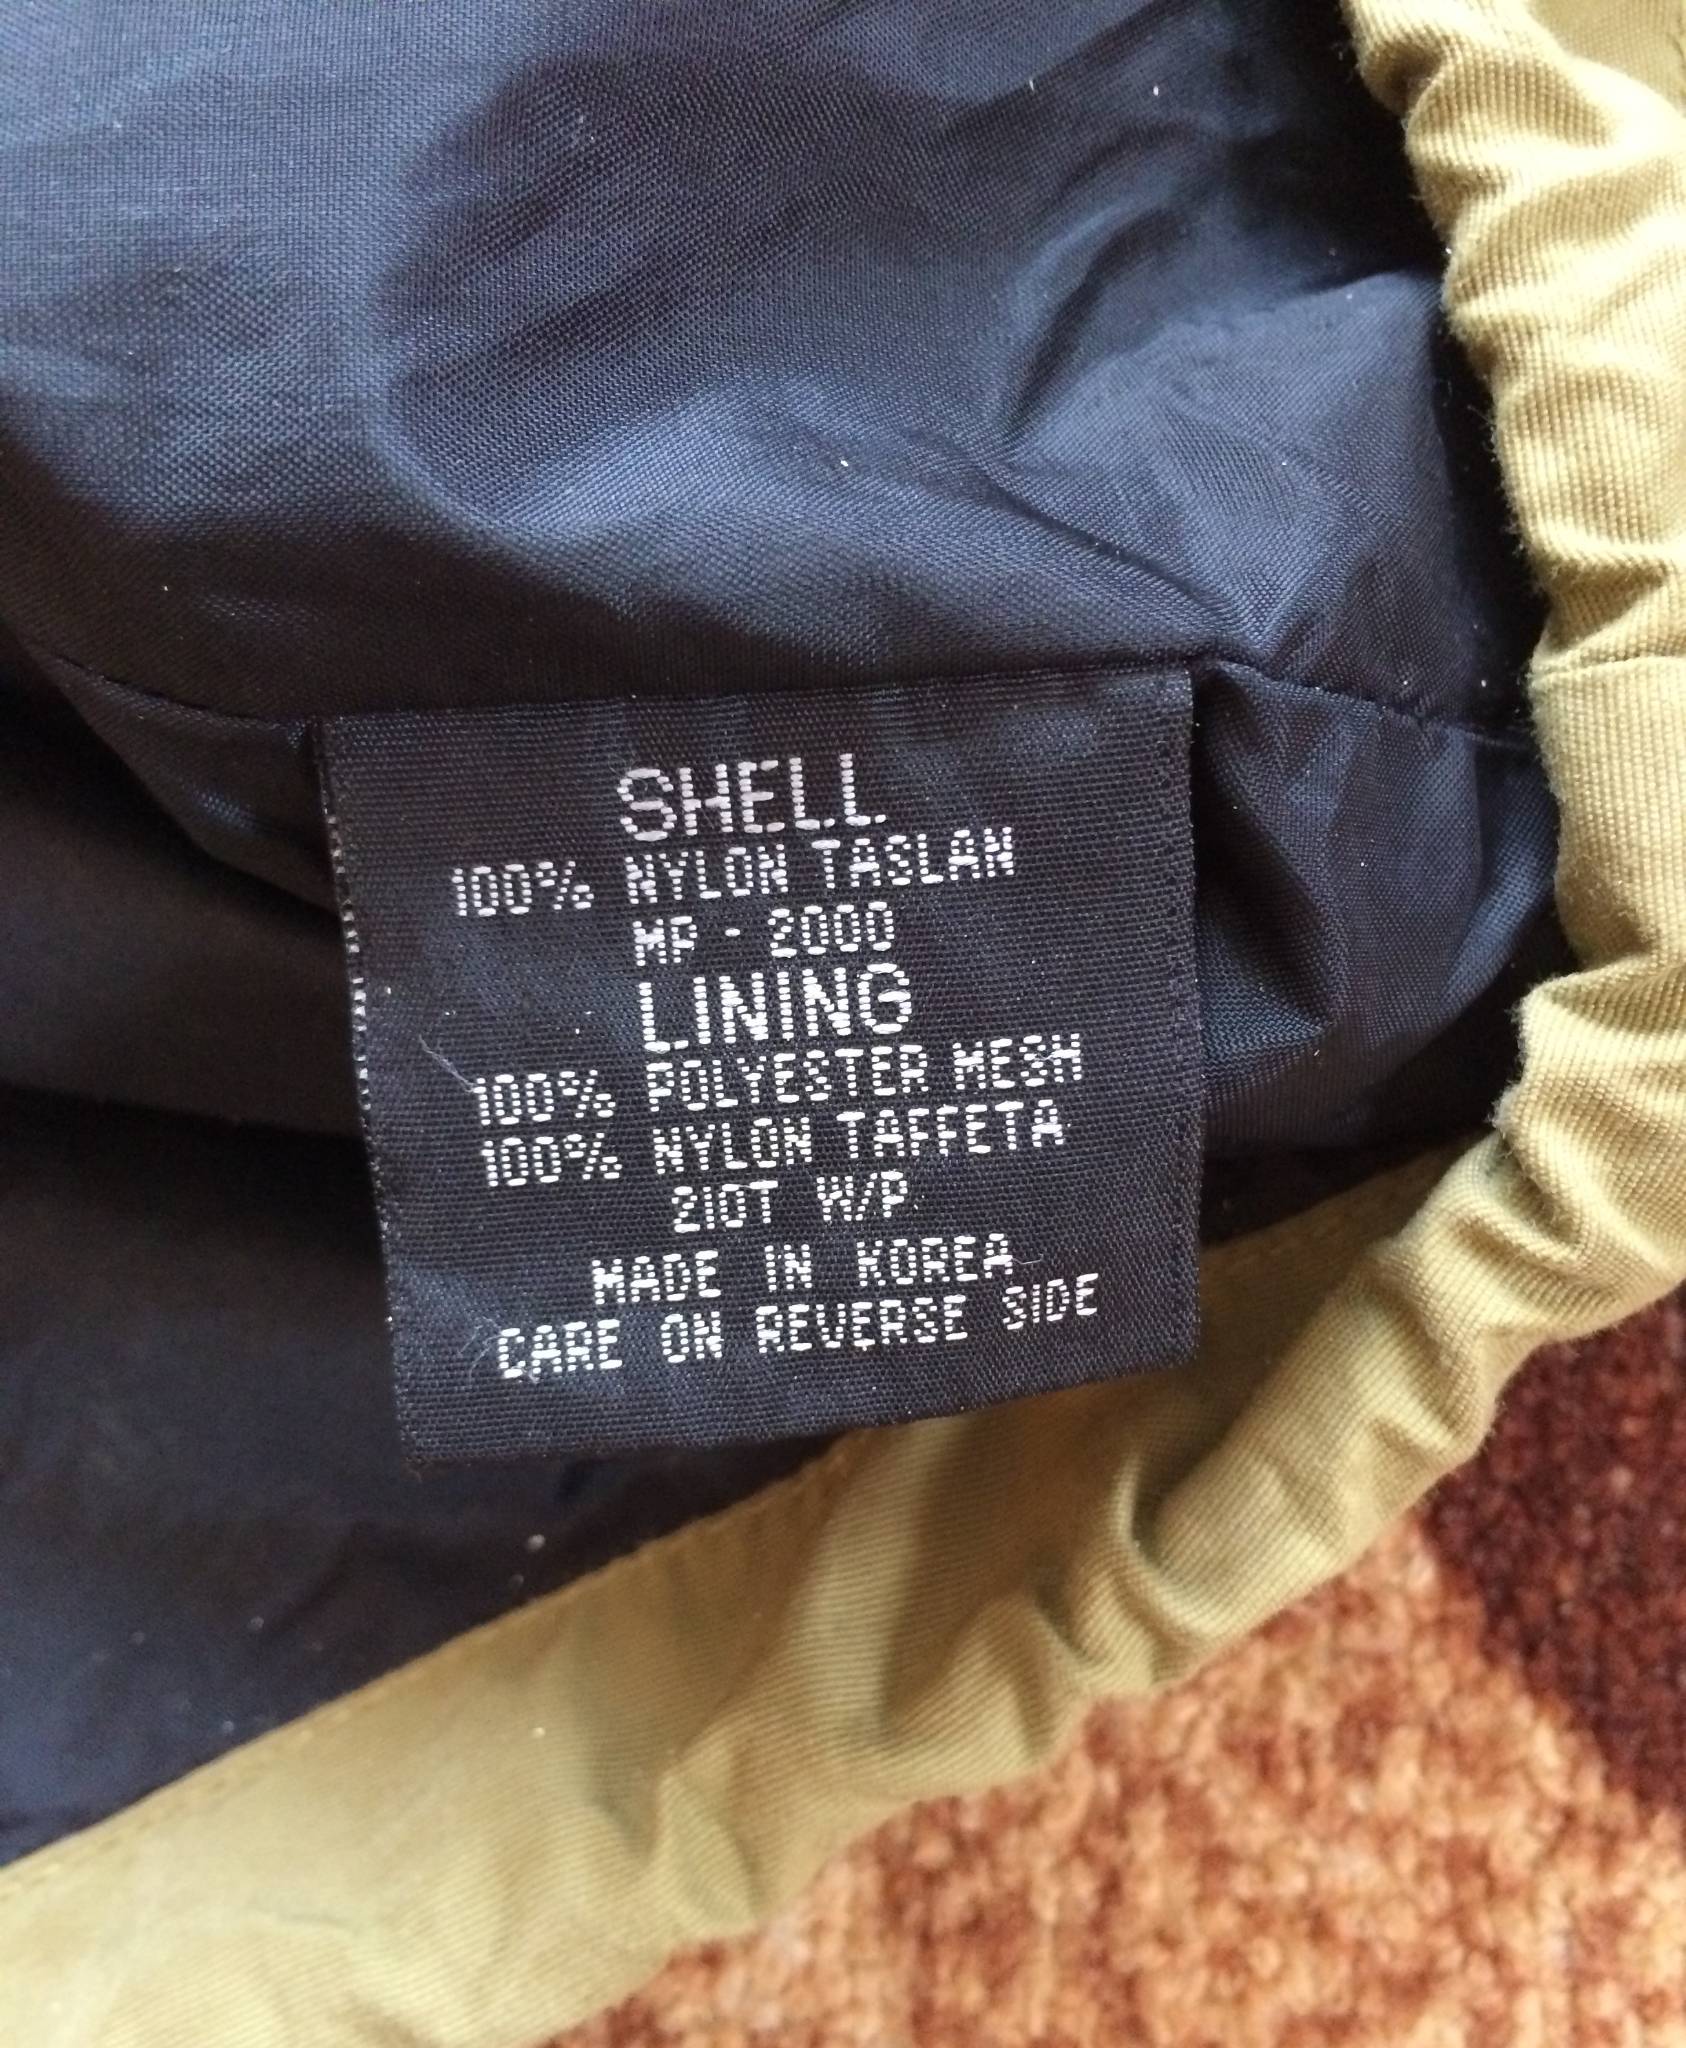 SHELL
100% NYLON TASLAN
MP - 2000
LINING
100% POLYESTER MESH
100% NYLON TAFFETA
210T W/P
MADE IN KOREA
CARE ON REVERSE SIDE